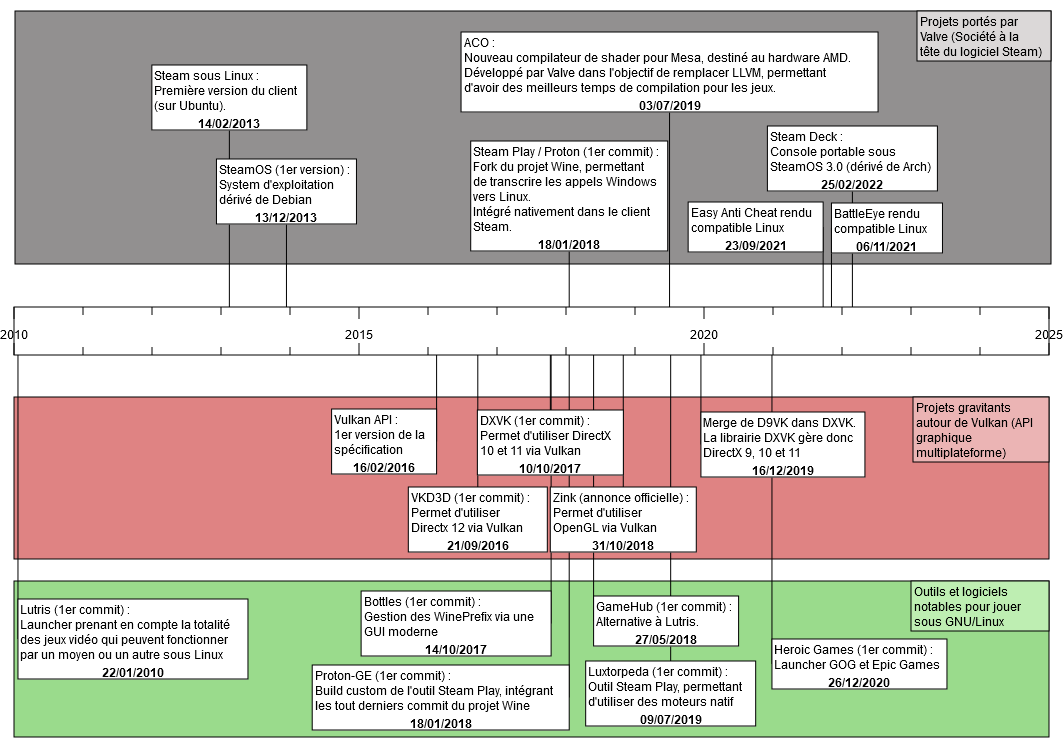 Projets portés par
Valve (Société à la
tête du logiciel Steam)
ACO :
Nouveau compilateur de shader pour Mesa, destiné au hardware AMD.
Développé par Valve dans l'objectif de remplacer LLVM, permettant
d'avoir des meilleurs temps de compilation pour les jeux.
03/07/2019
Steam sous Linux :
Première version du client
(sur Ubuntu).
14/02/2013
Steam Deck :
Console portable sous
SteamOS 3.0 (dérivé de Arch)
25/02/2022
Steam Play / Proton (1er commit) :
Fork du projet Wine, permettant
de transcrire les appels Windows
vers Linux.
Intégré nativement dans le client
Steam.
18/01/2018
SteamOS (1er version) :
System d'exploitation
dérivé de Debian
13/12/2013
Easy Anti Cheat rendu
compatible Linux
23/09/2021
BattleEye rendu
compatible Linux
06/11/2021
2010
2015
2020
2025
Projets gravitants
autour de Vulkan (API
graphique
multiplateforme)
Vulkan API :
1er version de la
spécification
16/02/2016
DXVK (1er commit) :
Permet d'utiliser DirectX
10 et 11 via Vulkan
10/10/2017
Merge de D9VK dans DXVK.
La librairie DXVK gère donc
DirectX 9, 10 et 11
16/12/2019
VKD3D (1er commit) :
Permet d'utiliser
Directx 12 via Vulkan
21/09/2016
Zink (annonce officielle) :
Permet d'utiliser
OpenGL via Vulkan
31/10/2018
Outils et logiciels
notables pour jouer
sous GNU/Linux
Lutris (1er commit) :
Launcher prenant en compte la totalité
des jeux vidéo qui peuvent fonctionner
par un moyen ou un autre sous Linux
22/01/2010
Bottles (1er commit) :
Gestion des WinePrefix via une
GUI moderne
14/10/2017
GameHub (1er commit) :
Alternative à Lutris.
27/05/2018
Heroic Games (1er commit) :
Launcher GOG et Epic Games
26/12/2020
Proton-GE (1er commit) :
Build custom de l'outil Steam Play, intégrant
les tout derniers commit du projet Wine
18/01/2018
Luxtorpeda (1er commit) :
Outil Steam Play, permettant
d'utiliser des moteurs natif
09/07/2019